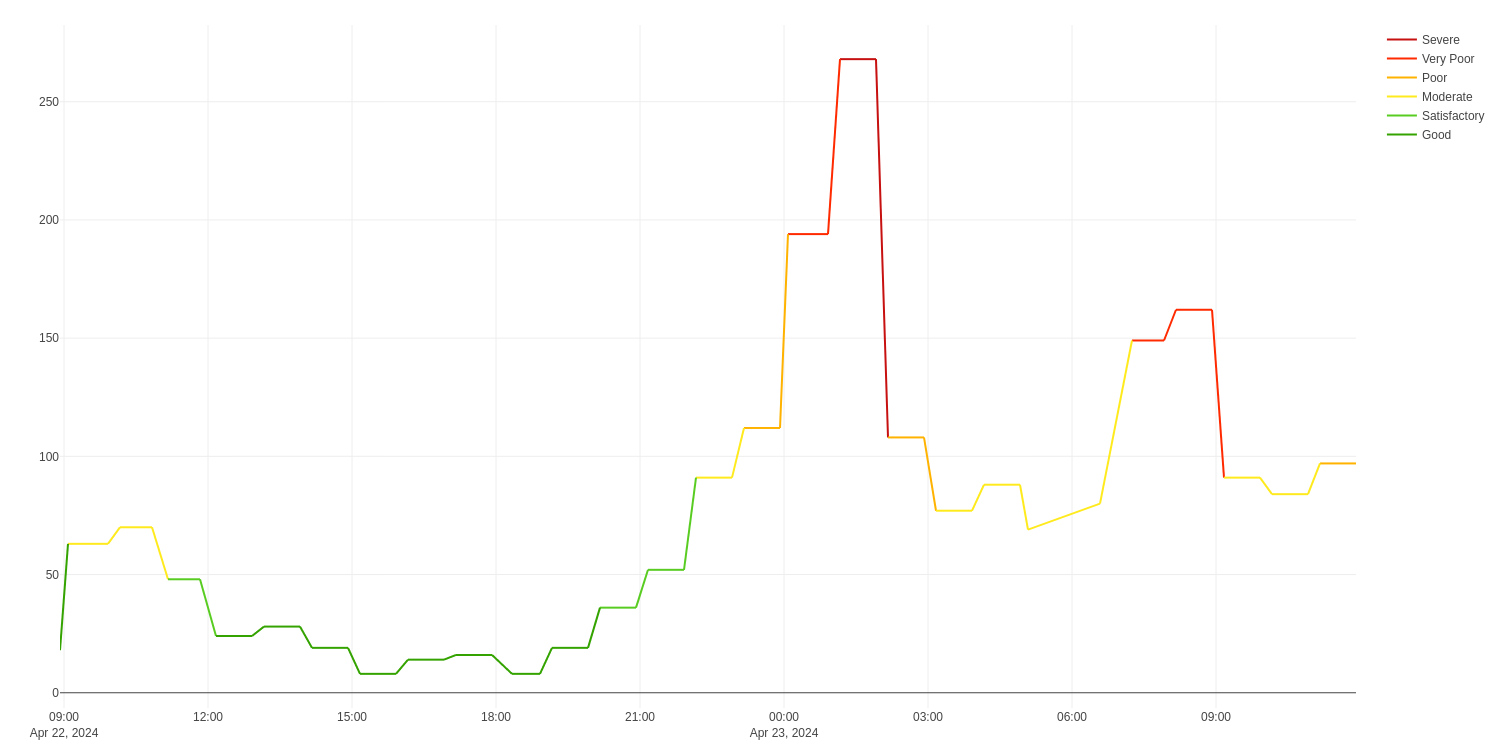 250
200
150
100
50
0
09:00
Apr 22, 2024
12:00
15:00
18:00
21:00
00:00
Apr 23, 2024
03:00
06:00
09:00
Severe
Very Poor
Poor
Moderate
Satisfactory
Good